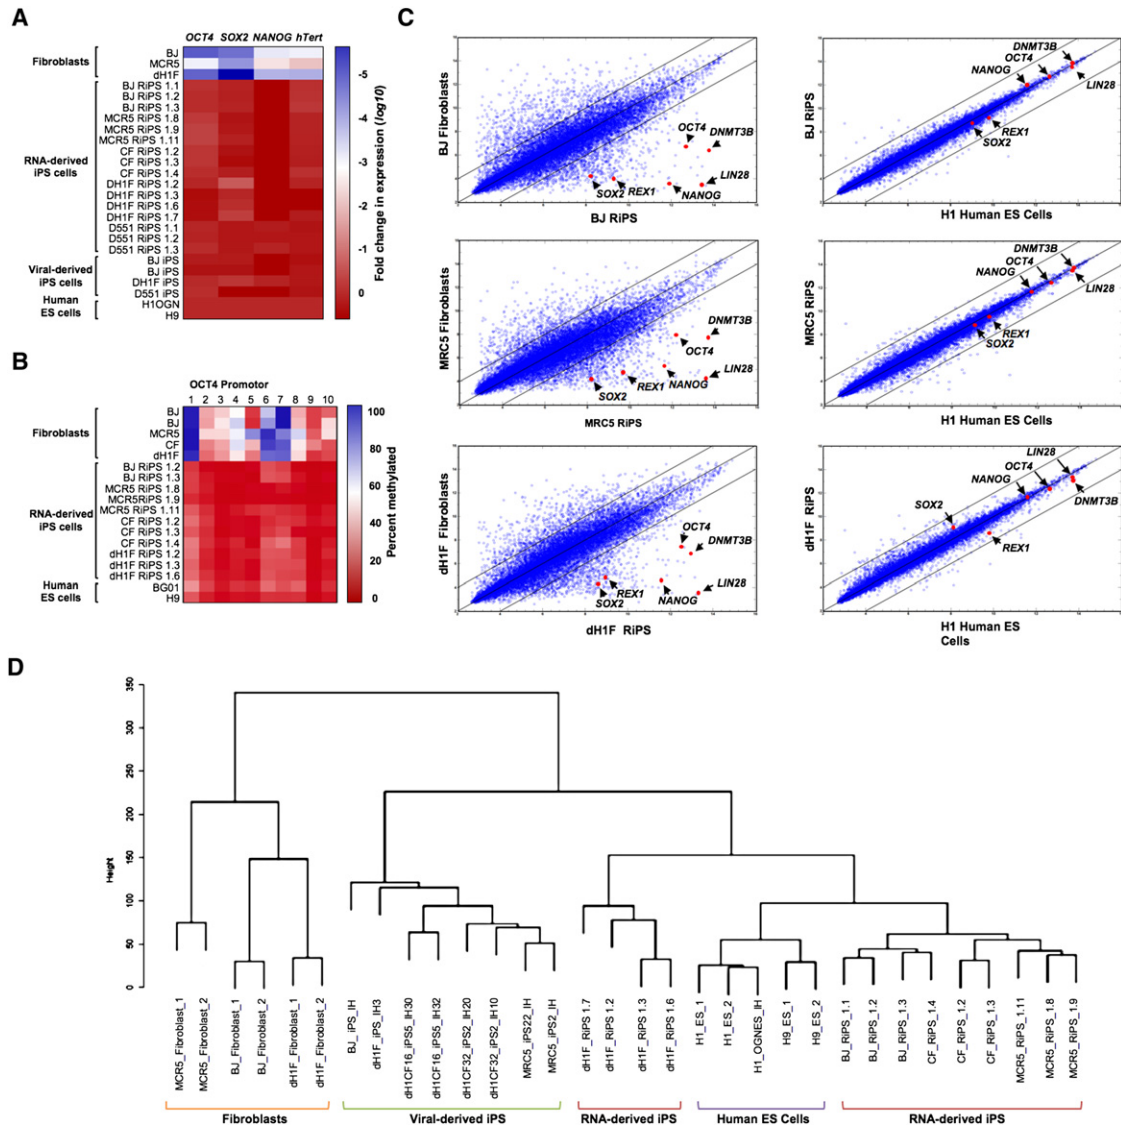 A
OCT4 SOX2 NANOG hTert
Fibroblasts
BJ
MCR5
dH1F
RNA-derived
iPS cells
BJ RiPS 1.1
BJ RiPS 1.2
BJ RiPS 1.3
MCR5 RiPS 1.8
MCR5 RiPS 1.9
MCR5 RiPS 1.11
CF RiPS 1.2
CF RiPS 1.3
CF RiPS 1.4
DH1F RiPS 1.2
DH1F RiPS 1.3
DH1F RiPS 1.6
DH1F RiPS 1.7
D551 RiPS 1.1
D551 RiPS 1.2
D551 RiPS 1.3
Viral-derived
iPS cells
BJ iPS
BJ iPS
DH1F iPS
D551 iPS
Human
ES cells
H1OGN
H9
-5
-4
-3
-2
-1
0
Fold change in expression (log10)
B
OCT4 Promotor
1 2 3 4 5 6 7 8 9 10
Fibroblasts
BJ
BJ
MCR5
CF
dH1F
RNA-derived
iPS cells
BJ RiPS 1.2
BJ RiPS 1.3
MCR5 RiPS 1.8
MCR5RiPS 1.9
MCR5 RiPS 1.11
CF RiPS 1.2
CF RiPS 1.3
CF RiPS 1.4
dH1F RiPS 1.2
dH1F RiPS 1.3
dH1F RiPS 1.6
Human
ES cells
BG01
H9
100
80
60
40
20
0
Percent methylated
C
BJ Fibroblasts
OCT4
DNMT3B
SOX2
REX1
NANOG
LIN28
BJ RiPS
BJ RiPS
DNMT3B
OCT4
NANOG
LIN28
REX1
SOX2
H1 Human ES Cells
MRC5 Fibroblasts
DNMT3B
OCT4
SOX2
REX1
NANOG
LIN28
MRC5 RiPS
MRC5 RiPS
DNMT3B
OCT4
NANOG
LIN28
REX1
SOX2
H1 Human ES Cells
dH1F Fibroblasts
OCT4
DNMT3B
REX1
SOX2
NANOG
LIN28
dH1F RiPS
dH1F RiPS
LIN28
OCT4
NANOG
SOX2
DNMT3B
REX1
H1 Human ES
Cells
D
Height
350
300
250
200
150
100
50
0
MCR5_Fibroblast_1
MCR5_Fibroblast_2
BJ_Fibroblast_1
BJ_Fibroblast_2
dH1F_Fibroblast_1
dH1F_Fibroblast_2
BJ_iPS_IH
dH1F_iPS_IH3
dH1CF16_iPS5_IH30
dH1CF16_iPS5_IH32
dH1CF32_iPS2_IH20
dH1CF32_iPS2_IH10
MRC5_iPS22_IH
MRC5_iPS2_IH
dH1F_RiPS 1.7
dH1F_RiPS 1.2
dH1F_RiPS_1.3
dH1F_RiPS_1.6
H1_ES_1
H1_ES_2
H1_OGNES_IH
H9_ES_1
H9_ES_2
BJ_RiPS_1.1
BJ_RiPS_1.2
BJ_RiPS_1.3
CF_RiPS_1.4
CF_RiPS_1.2
CF_RiPS_1.3
MCR5_RiPS_1.11
MCR5_RiPS_1.8
MCR5_RiPS_1.9
Fibroblasts
Viral-derived iPS
RNA-derived iPS
Human ES Cells
RNA-derived iPS